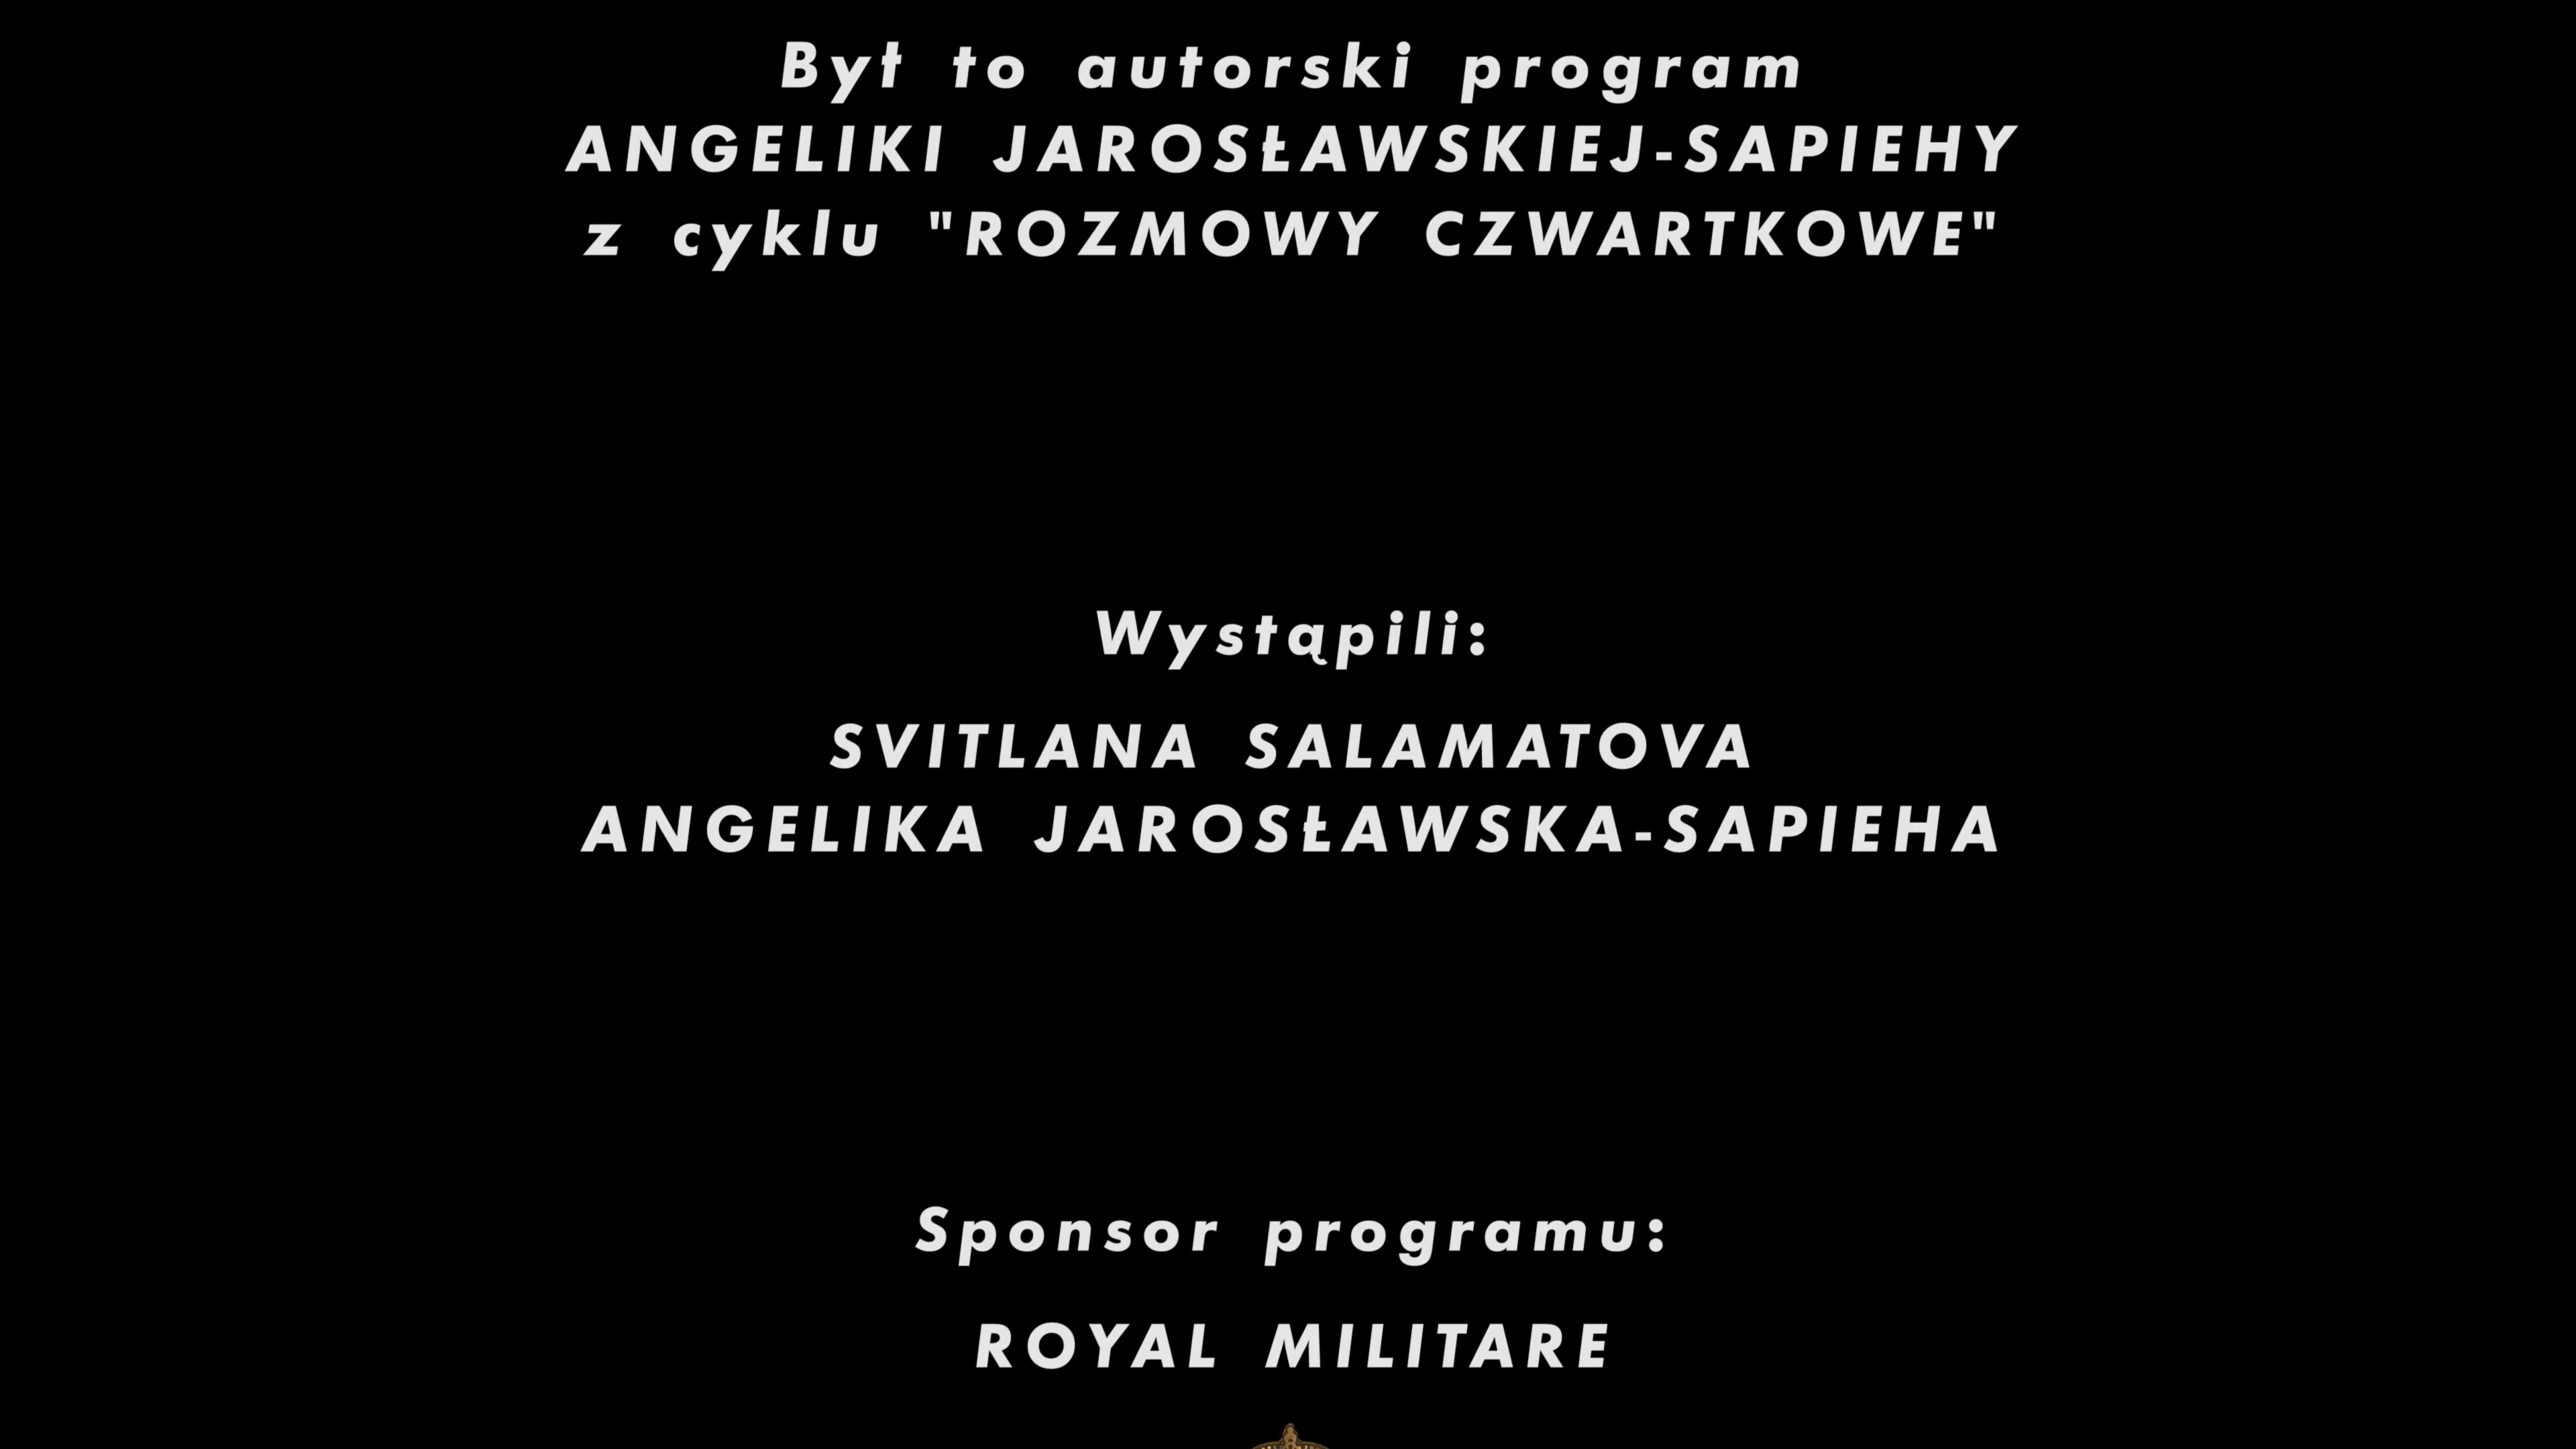 Był to autorski program
ANGELIKI JAROSŁAWSKIEJ-SAPIEHY
z cyklu "ROZMOWY CZWARTKOWE"
Wystąpili:
SVITLANA SALAMATOVA
ANGELIKA JAROSŁAWSKA-SAPIEHA
Sponsor programu:
ROYAL MILITARE